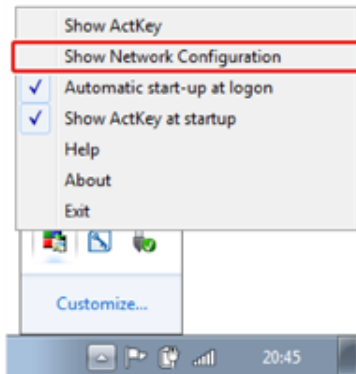 Show ActKey
Show Network Configuration
Automatic start-up at logon
Show ActKey at startup
Help
About
Exit
Customize...
20:45